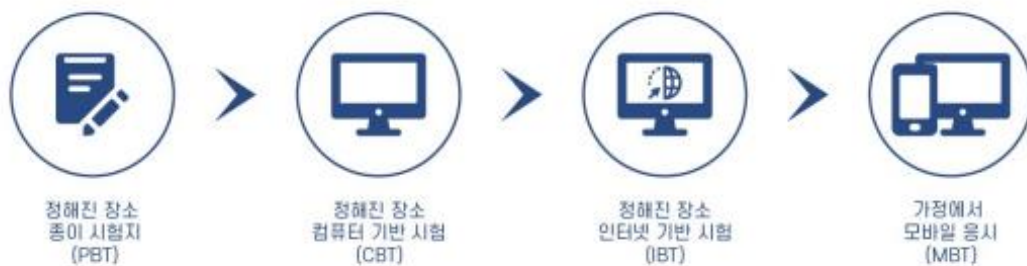 정해진 장소
종이 시험지
(PBT)
정해진 장소
컴퓨터 기반 시험
(CBT)
정해진 장소
인터넷 기반 시험
(IBT)
가정에서
모바일 응시
(MBT)